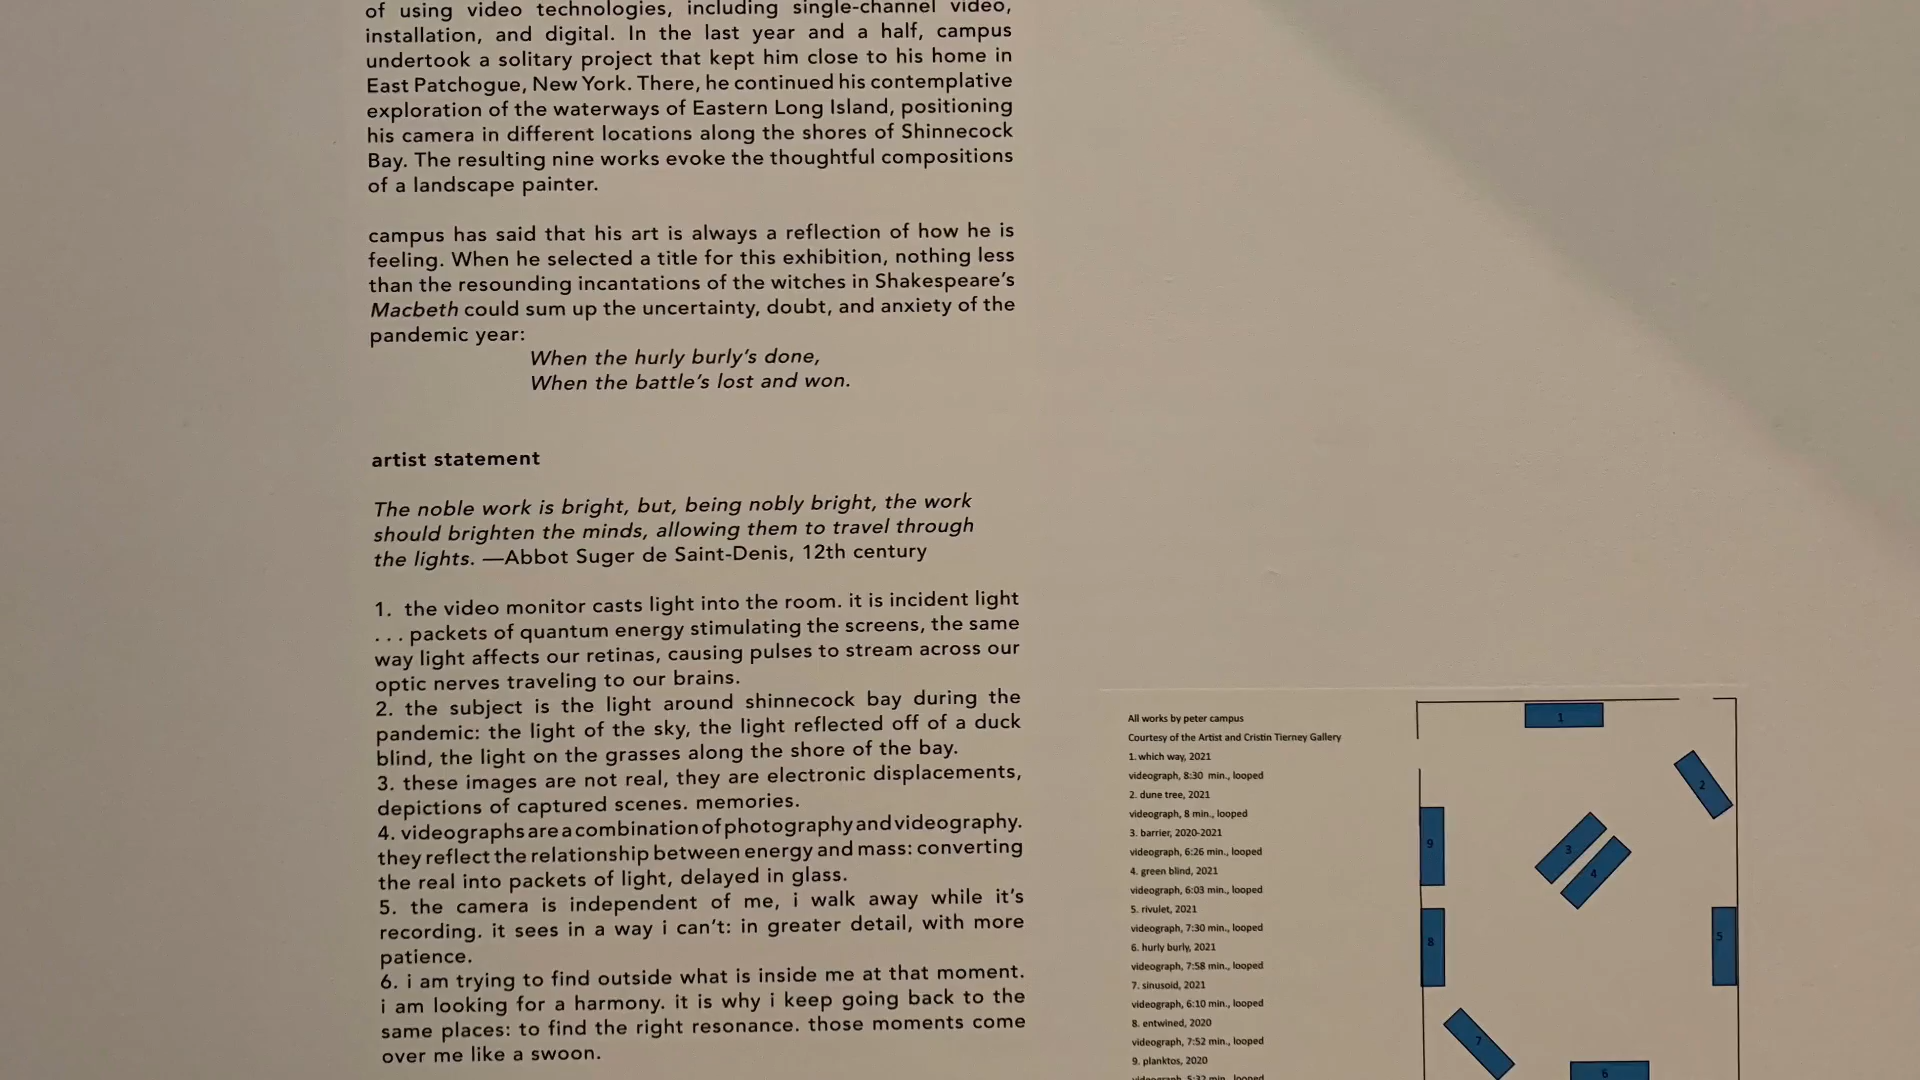 of using video technologies, including single-channel video,
installation, and digital. In the last year and a half, campus
undertook a solitary project that kept him close to his home in
East Patchogue, New York. There, he continued his contemplative
exploration of the waterways of Eastern Long Island, positioning
his camera in different locations along the shores of Shinnecock
Bay. The resulting nine works evoke the thoughtful compositions
of a landscape painter.
campus has said that his art is always a reflection of how he is
feeling. When he selected a title for this exhibition, nothing less
than the resounding incantations of the witches in Shakespeare's
Macbeth could sum up the uncertainty, doubt, and anxiety of the
pandemic year:
When the hurly burly's done,
When the battle's lost and won.
artist statement
The noble work is bright, but, being nobly bright, the work
should brighten the minds, allowing them to travel through
the lights. —Abbot Suger de Saint-Denis, 12th century
1. the video monitor casts light into the room. it is incident light
. . . packets of quantum energy stimulating the screens, the same
way light affects our retinas, causing pulses to stream across our
optic nerves traveling to our brains.
2. the subject is the light around shinnecock bay during the
pandemic: the light of the sky, the light reflected off of a duck
blind, the light on the grasses along the shore of the bay.
3. these images are not real, they are electronic displacements,
depictions of captured scenes. memories.
4. videographs are a combination of photography and videography.
they reflect the relationship between energy and mass: converting
the real into packets of light, delayed in glass.
5. the camera is independent of me, i walk away while it's
recording. it sees in a way i can't: in greater detail, with more
patience.
6. i am trying to find outside what is inside me at that moment.
i am looking for a harmony. it is why i keep going back to the
same places: to find the right resonance. those moments come
over me like a swoon.
All works by peter campus
Courtesy of the Artist and Cristin Tierney Gallery
1. which way, 2021
videograph, 8:30 min., looped
2. dune tree, 2021
videograph, 8 min., looped
3. barrier, 2020-2021
videograph, 6:26 min., looped
4. green blind, 2021
videograph, 6:03 min., looped
5. rivulet, 2021
videograph, 7:30 min., looped
6. hurly burly, 2021
videograph, 7:58 min., looped
7. sinusoid, 2021
videograph, 6:10 min., looped
8. entwined, 2020
videograph, 7:52 min., looped
9. planktos, 2020
videograph, 5:32 min., looped
1
2
3
4
9
5
8
7
6